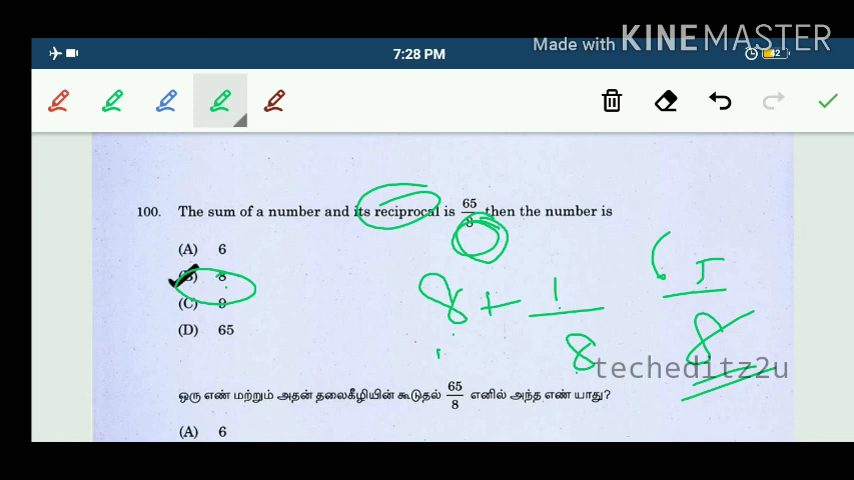 Made with KINEMASTER
7:28 PM
42
100. The sum of a number and its reciprocal is 65/8 then the number is
(A) 6
(B) 8
(C) 9
(D) 65
8 + 1/8
65/8
techeditz2u
ஒரு எண் மற்றும் அதன் தலைகீழியின் கூடுதல் 65/8 எனில் அந்த எண் யாது?
(A) 6